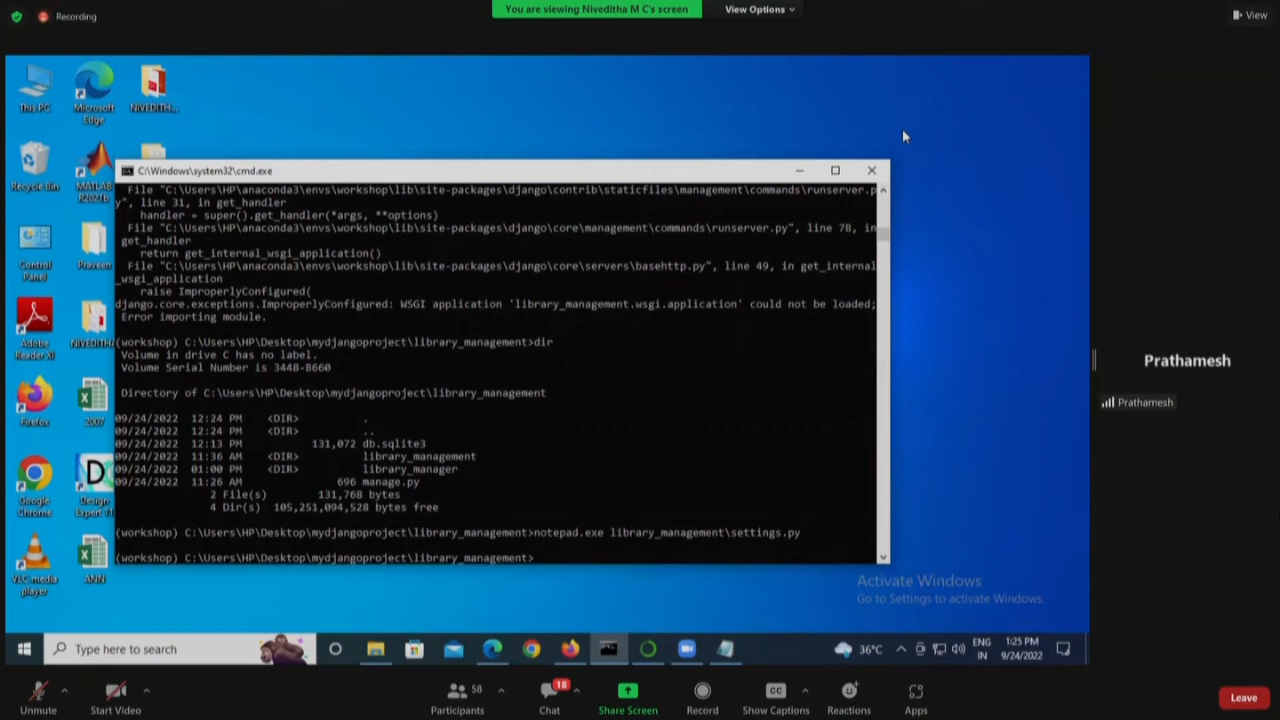 Recording
You are viewing Niveditha M C's screen
View Options
View
This PC
Microsoft Edge
NIVEDITH...
Recycle Bin
MATLAB R2021b
Control Panel
Praveen
Adobe Reader XI
NIVEDITH
Firefox
2007
Google Chrome
Design Expert 11
VLC media player
ANN
C:\Windows\system32\cmd.exe
File "C:\Users\HP\anaconda3\envs\workshop\lib\site-packages\django\contrib\staticfiles\management\commands\runserver.p
y", line 31, in get_handler
handler = super().get_handler(*args, **options)
File "C:\Users\HP\anaconda3\envs\workshop\lib\site-packages\django\core\management\commands\runserver.py", line 78, in
get_handler
return get_internal_wsgi_application()
File "C:\Users\HP\anaconda3\envs\workshop\lib\site-packages\django\core\servers\basehttp.py", line 49, in get_internal
_wsgi_application
raise ImproperlyConfigured(
django.core.exceptions.ImproperlyConfigured: WSGI application 'library_management.wsgi.application' could not be loaded;
Error importing module.
(workshop) C:\Users\HP\Desktop\mydjangoproject\library_management>dir
Volume in drive C has no label.
Volume Serial Number is 3448-B660
Directory of C:\Users\HP\Desktop\mydjangoproject\library_management
09/24/2022 12:24 PM <DIR> .
09/24/2022 12:24 PM <DIR> ..
09/24/2022 12:13 PM 131,072 db.sqlite3
09/24/2022 11:36 AM <DIR> library_management
09/24/2022 01:00 PM <DIR> library_manager
09/24/2022 11:26 AM 696 manage.py
2 File(s) 131,768 bytes
4 Dir(s) 105,251,094,528 bytes free
(workshop) C:\Users\HP\Desktop\mydjangoproject\library_management>notepad.exe library_management\settings.py
(workshop) C:\Users\HP\Desktop\mydjangoproject\library_management>
Activate Windows
Go to Settings to activate Windows.
Prathamesh
Prathamesh
Type here to search
36°C
ENG
IN
1:25 PM
9/24/2022
Unmute
Start Video
58
Participants
18
Chat
Share Screen
Record
CC
Show Captions
Reactions
Apps
Leave